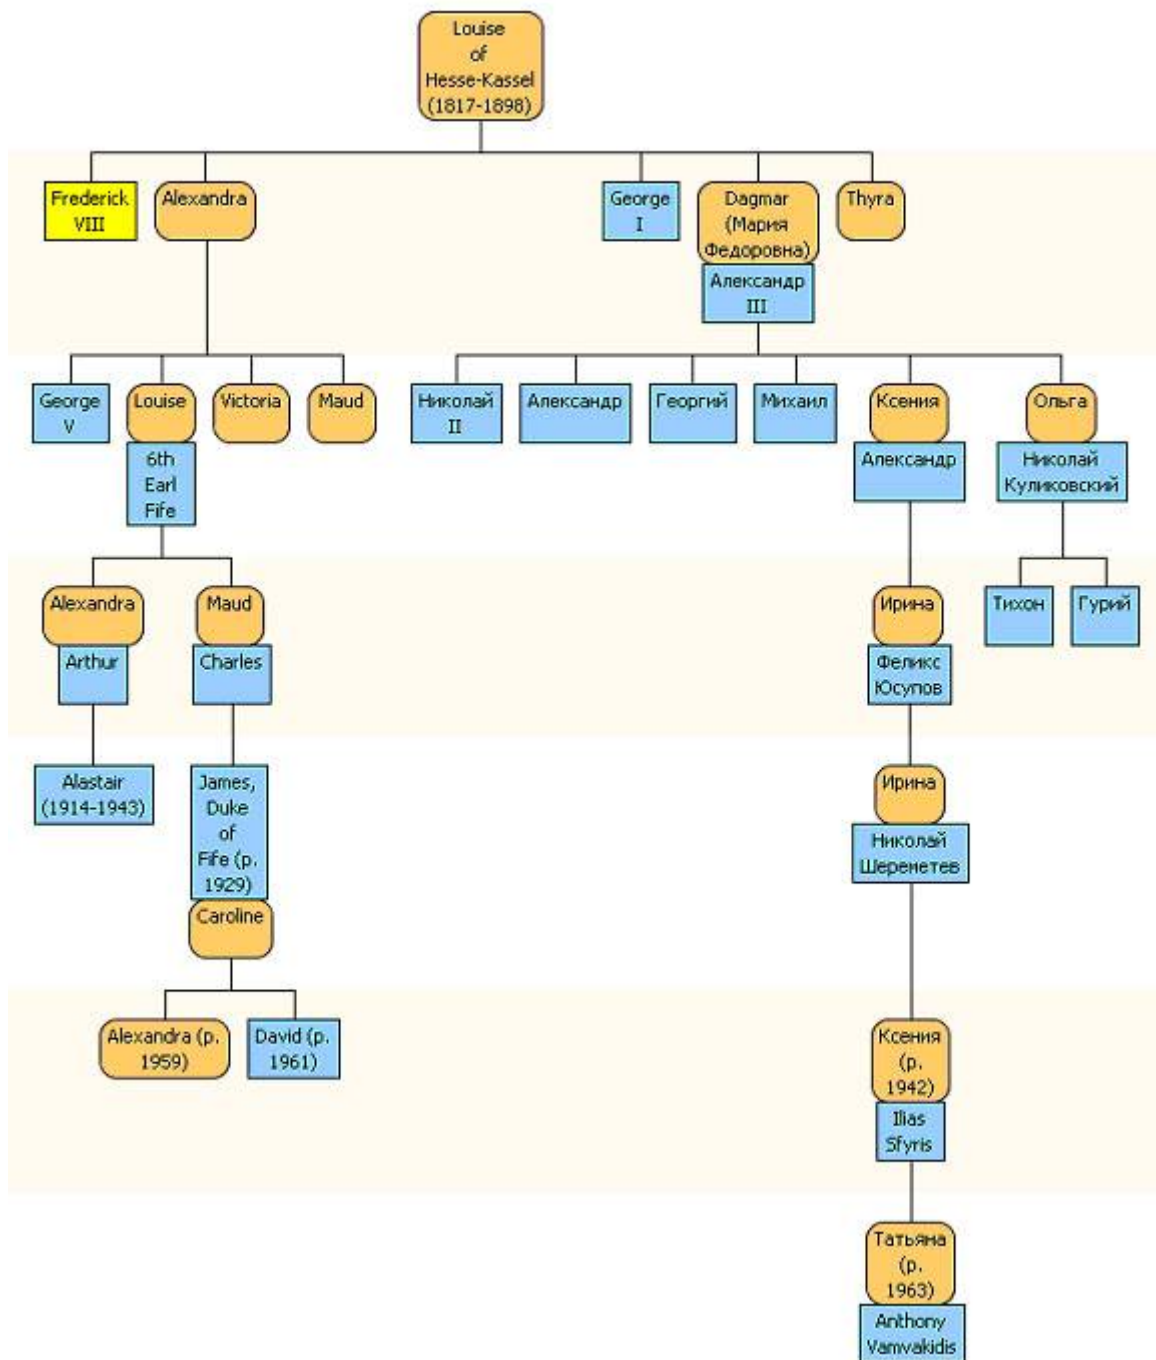 Louise
of
Hesse-Kassel
(1817-1898)
Frederick
VIII
Alexandra
George
I
Dagmar
(Мария
Федоровна)
Александр
III
Thyra
George
V
Louise
6th
Earl
Fife
Victoria
Maud
Николай
II
Александр
Георгий
Михаил
Ксения
Александр
Ольга
Николай
Куликовский
Alexandra
Arthur
Maud
Charles
Ирина
Феликс
Юсупов
Тихон
Гурий
Alastair
(1914-1943)
James,
Duke
of
Fife (р.
1929)
Caroline
Ирина
Николай
Шереметев
Alexandra (р.
1959)
David (р.
1961)
Ксения
(р.
1942)
Ilias
Sfyris
Татьяна
(р.
1963)
Anthony
Vamvakidis